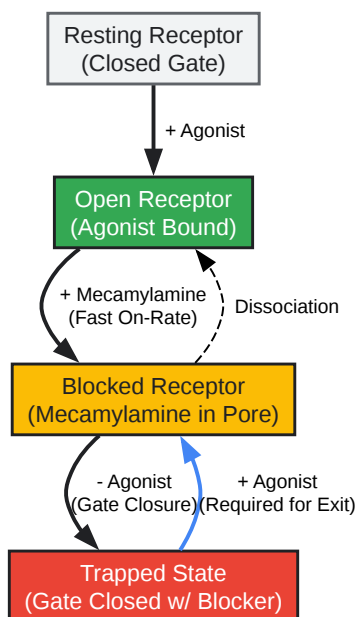 Resting Receptor
(Closed Gate)
+ Agonist
Open Receptor
(Agonist Bound)
+ Mecamylamine
(Fast On-Rate)
Dissociation
Blocked Receptor
(Mecamylamine in Pore)
- Agonist
(Gate Closure)
+ Agonist
(Required for Exit)
Trapped State
(Gate Closed w/ Blocker)